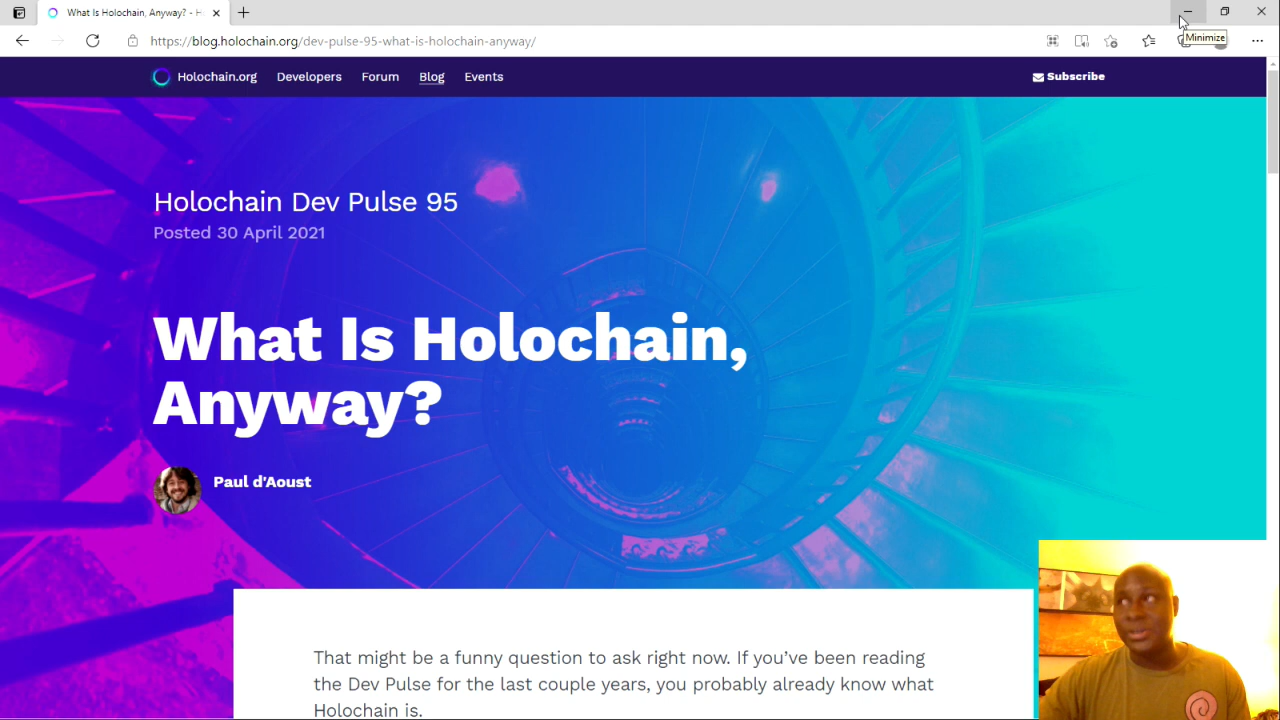 What Is Holochain, Anyway? - H
https://blog.holochain.org/dev-pulse-95-what-is-holochain-anyway/
Minimize
Holochain.org Developers Forum Blog Events Subscribe
Holochain Dev Pulse 95
Posted 30 April 2021
What Is Holochain,
Anyway?
Paul d'Aoust
That might be a funny question to ask right now. If you've been reading
the Dev Pulse for the last couple years, you probably already know what
Holochain is.